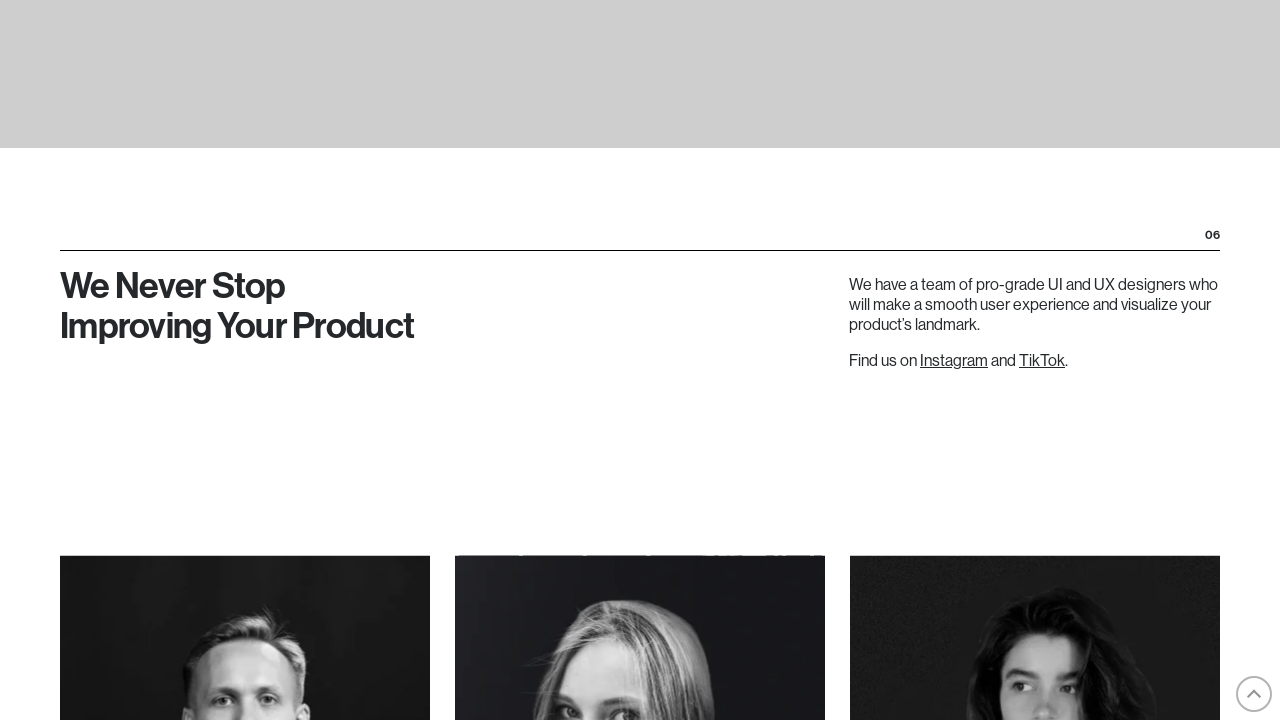 06
We Never Stop
Improving Your Product
We have a team of pro-grade UI and UX designers who
will make a smooth user experience and visualize your
product's landmark.
Find us on Instagram and TikTok.